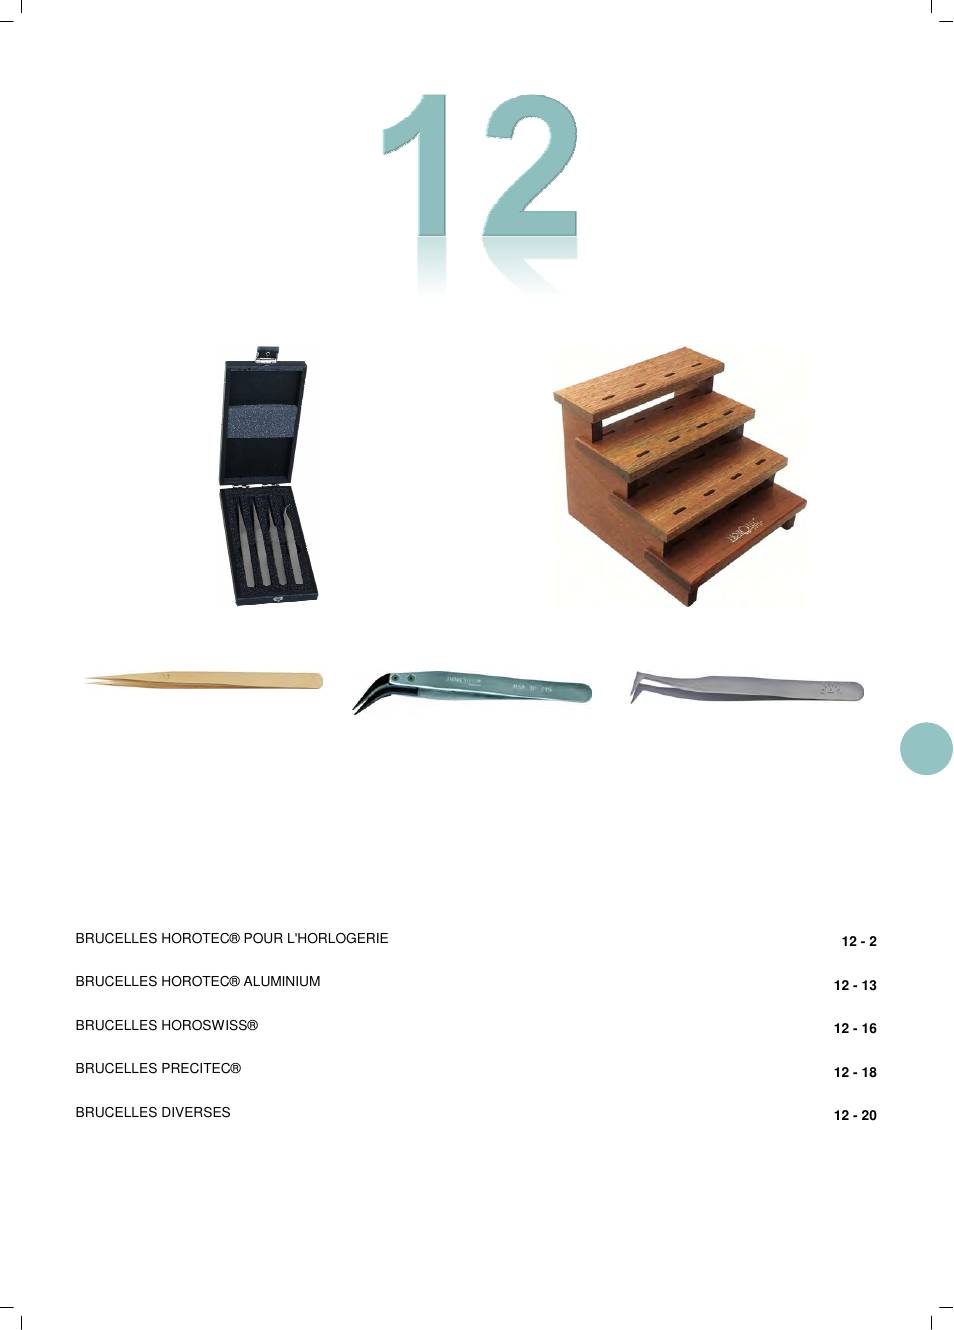 12
BRUCELLES HOROTEC® POUR L'HORLOGERIE 12 - 2
BRUCELLES HOROTEC® ALUMINIUM 12 - 13
BRUCELLES HOROSWISS® 12 - 16
BRUCELLES PRECITEC® 12 - 18
BRUCELLES DIVERSES 12 - 20